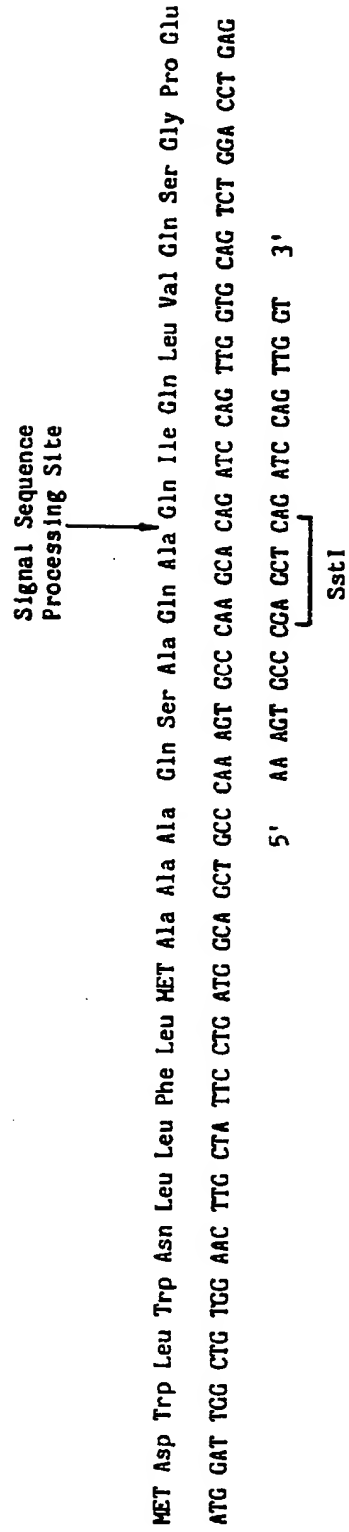 Signal Sequence
Processing Site
MET Asp Trp Leu Trp Asn Leu Leu Phe Leu MET Ala Ala Ala Gln Ser Ala Gln Ala Gln Ile Gln Leu Val Gln Ser Gly Pro Glu
ATG GAT TGG CTG TGG AAC TTG CTA TTC CTG ATG GCA GCT GCC CAA AGT GCC CAA GCA CAG ATC CAG TTG GTG CAG TCT GGA CCT GAG
5' AA AGT GCC CGA GCT CAG ATC CAG TTG GT 3'
SstI